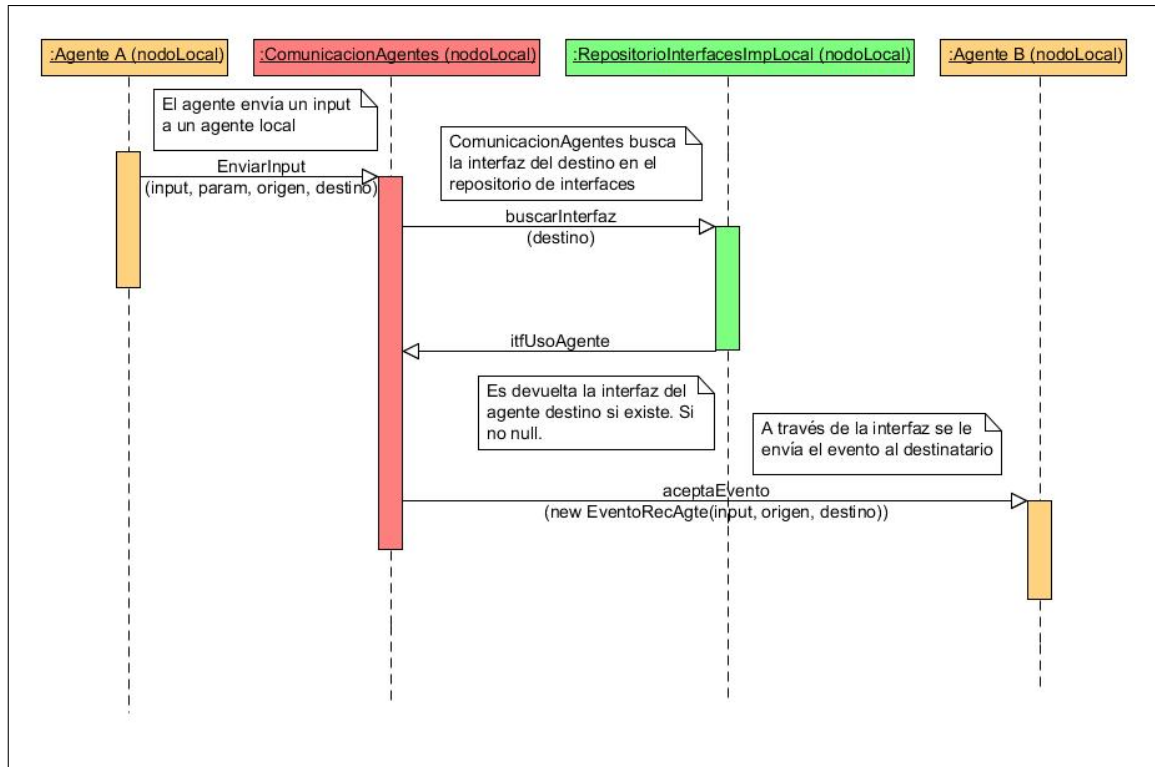 :Agente A (nodoLocal)
:ComunicacionAgentes (nodoLocal)
:RepositorioInterfacesImpLocal (nodoLocal)
:Agente B (nodoLocal)
El agente envía un input
a un agente local
EnviarInput
(input, param, origen, destino)
ComunicacionAgentes busca
la interfaz del destino en el
repositorio de interfaces
buscarInterfaz
(destino)
itfUsoAgente
Es devuelta la interfaz del
agente destino si existe. Si
no null.
A través de la interfaz se le
envía el evento al destinatario
aceptaEvento
(new EventoRecAgte(input, origen, destino))